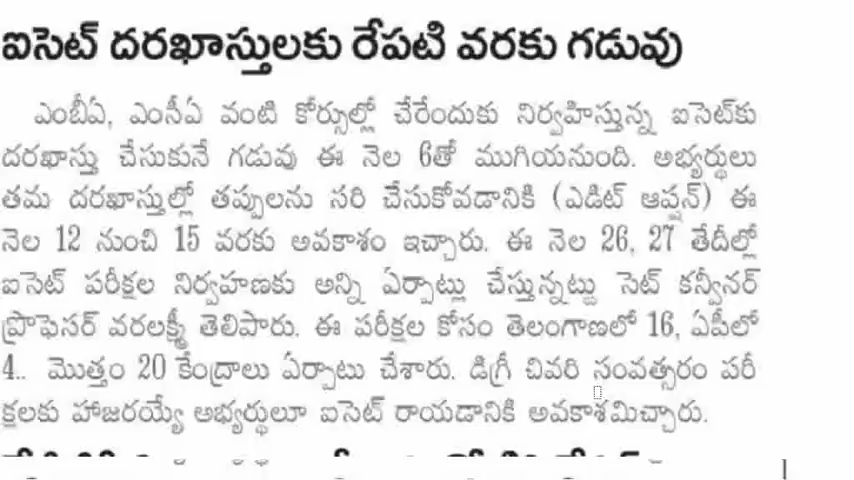 ఐసెట్ దరఖాస్తులకు రేపటి వరకు గడువు
ఎంబీఏ, ఎంసీఏ వంటి కోర్సుల్లో చేరేందుకు నిర్వహిస్తున్న ఐసెట్‌కు
దరఖాస్తు చేసుకునే గడువు ఈ నెల 6తో ముగియనుంది. అభ్యర్థులు
తమ దరఖాస్తుల్లో తప్పులను సరి చేసుకోవడానికి (ఎడిట్ ఆప్షన్) ఈ
నెల 12 నుంచి 15 వరకు అవకాశం ఇచ్చారు. ఈ నెల 26, 27 తేదీల్లో
ఐసెట్ పరీక్షల నిర్వహణకు అన్ని ఏర్పాట్లు చేస్తున్నట్టు సెట్ కన్వీనర్
ప్రొఫెసర్ వరలక్ష్మీ తెలిపారు. ఈ పరీక్షల కోసం తెలంగాణలో 16, ఏపీలో
4.. మొత్తం 20 కేంద్రాలు ఏర్పాటు చేశారు. డిగ్రీ చివరి సంవత్సరం పరీ
క్షలకు హాజరయ్యే అభ్యర్థులూ ఐసెట్ రాయడానికి అవకాశమిచ్చారు.